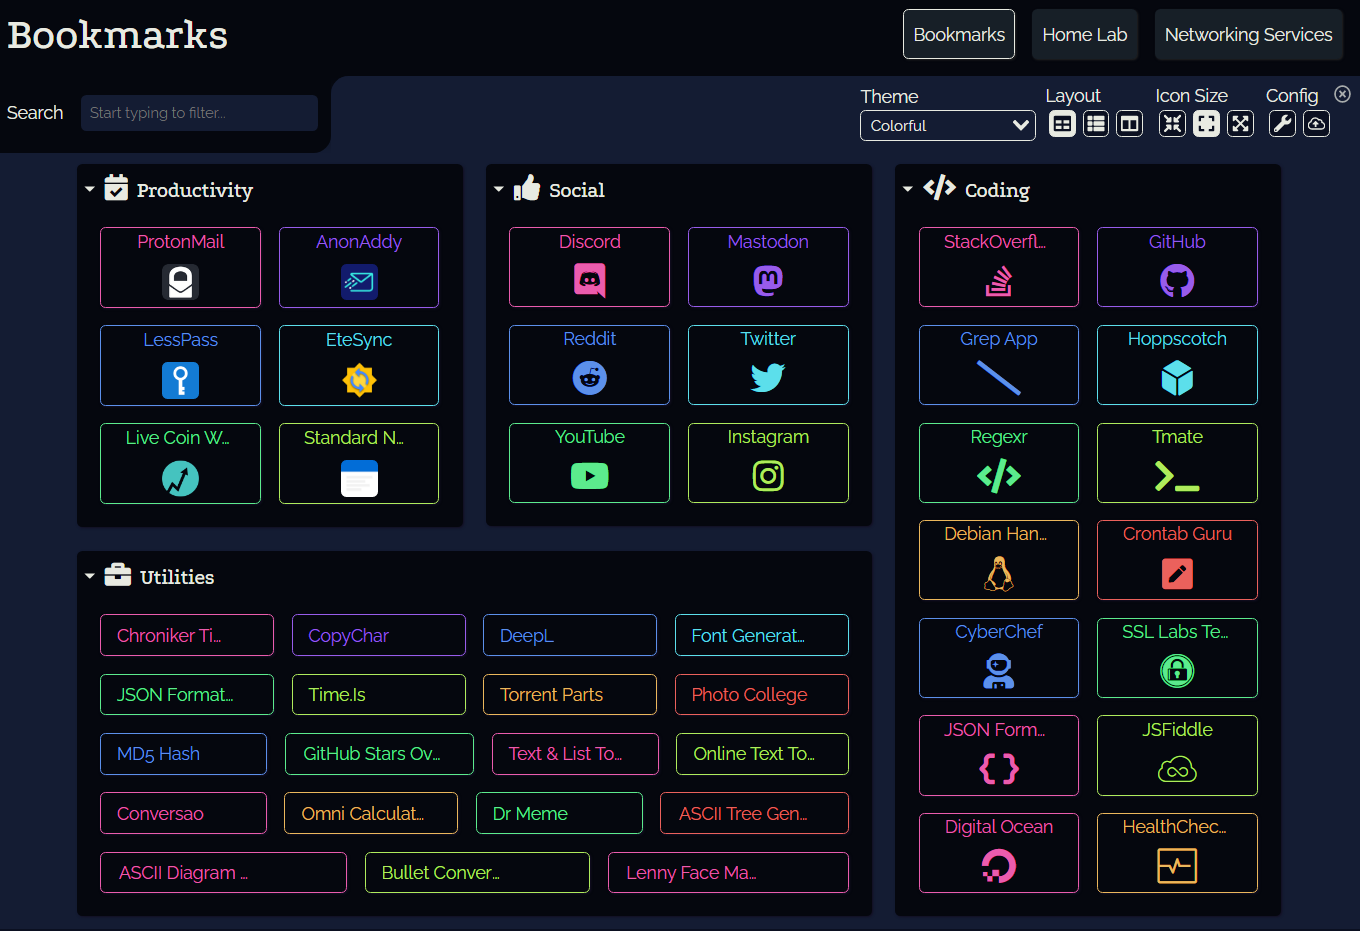 Bookmarks
Bookmarks Home Lab Networking Services
Search Start typing to filter...
Theme Layout Icon Size Config
Colorful
Productivity
ProtonMail AnonAddy
LessPass EteSync
Live Coin W... Standard N...
Social
Discord Mastodon
Reddit Twitter
YouTube Instagram
Coding
StackOverfl... GitHub
Grep App Hoppscotch
Regexr Tmate
Debian Han... Crontab Guru
CyberChef SSL Labs Te...
JSON Form... JSFiddle
Digital Ocean HealthChec...
Utilities
Chroniker Ti... CopyChar DeepL Font Generat...
JSON Format... Time.Is Torrent Parts Photo College
MD5 Hash GitHub Stars Ov... Text & List To... Online Text To...
Conversao Omni Calculat... Dr Meme ASCII Tree Gen...
ASCII Diagram ... Bullet Conver... Lenny Face Ma...